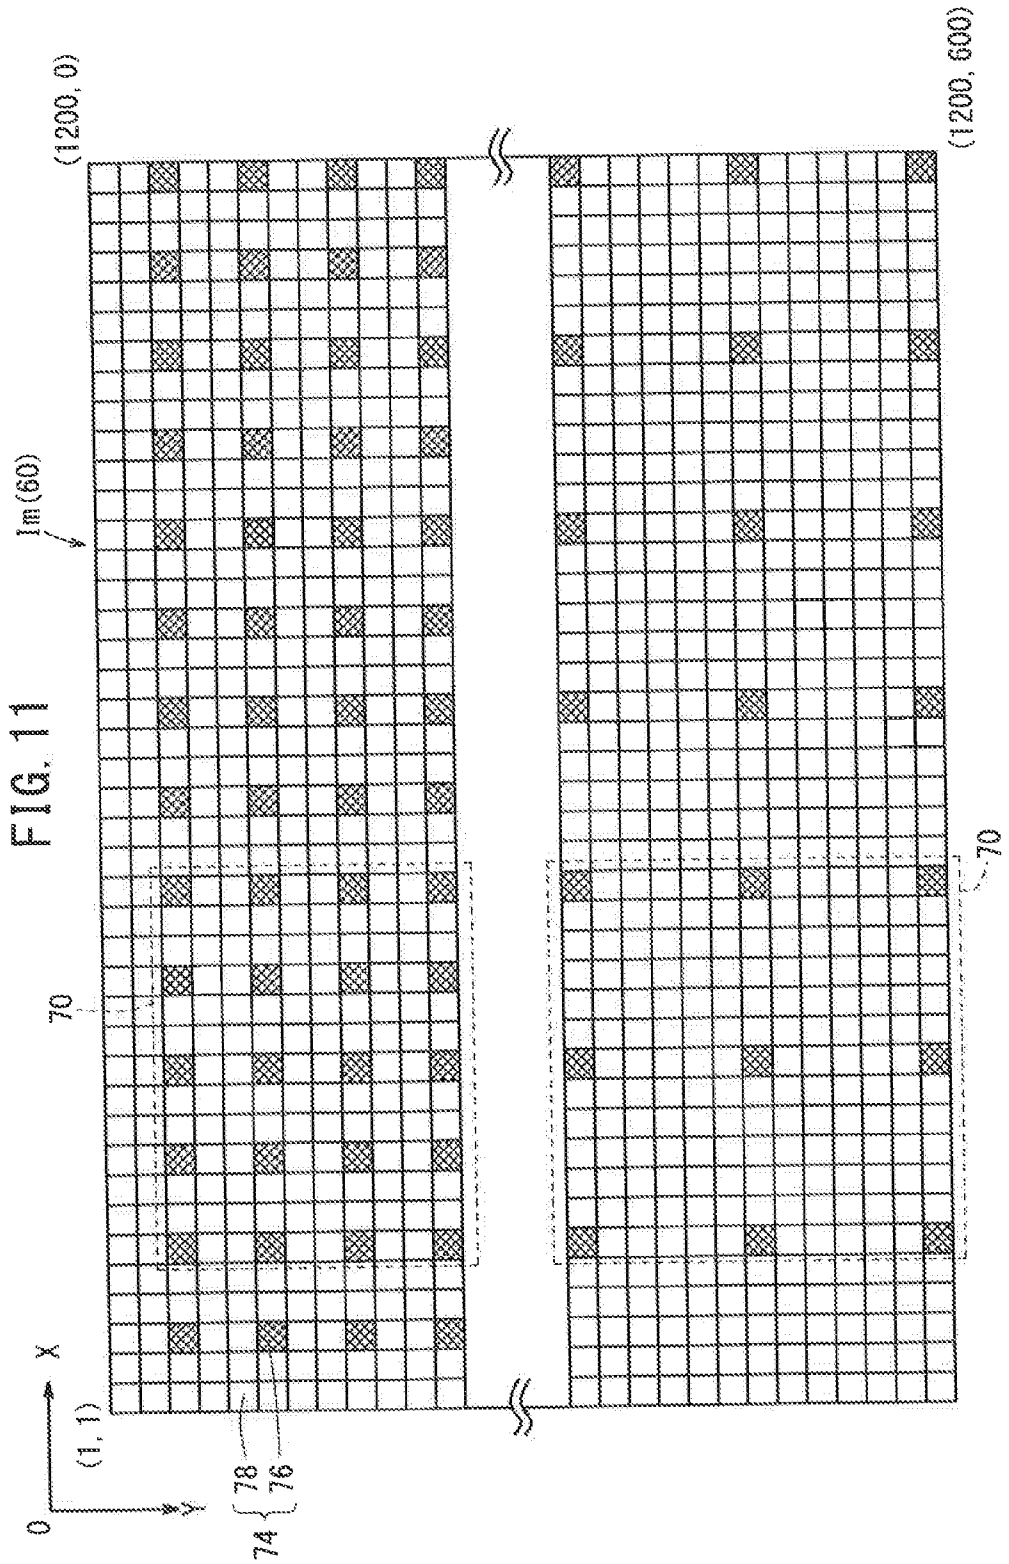 FIG. 11
Im(60)
0
X
Y
(1, 1)
(1200, 0)
70
74
78
76
70
(1200, 600)